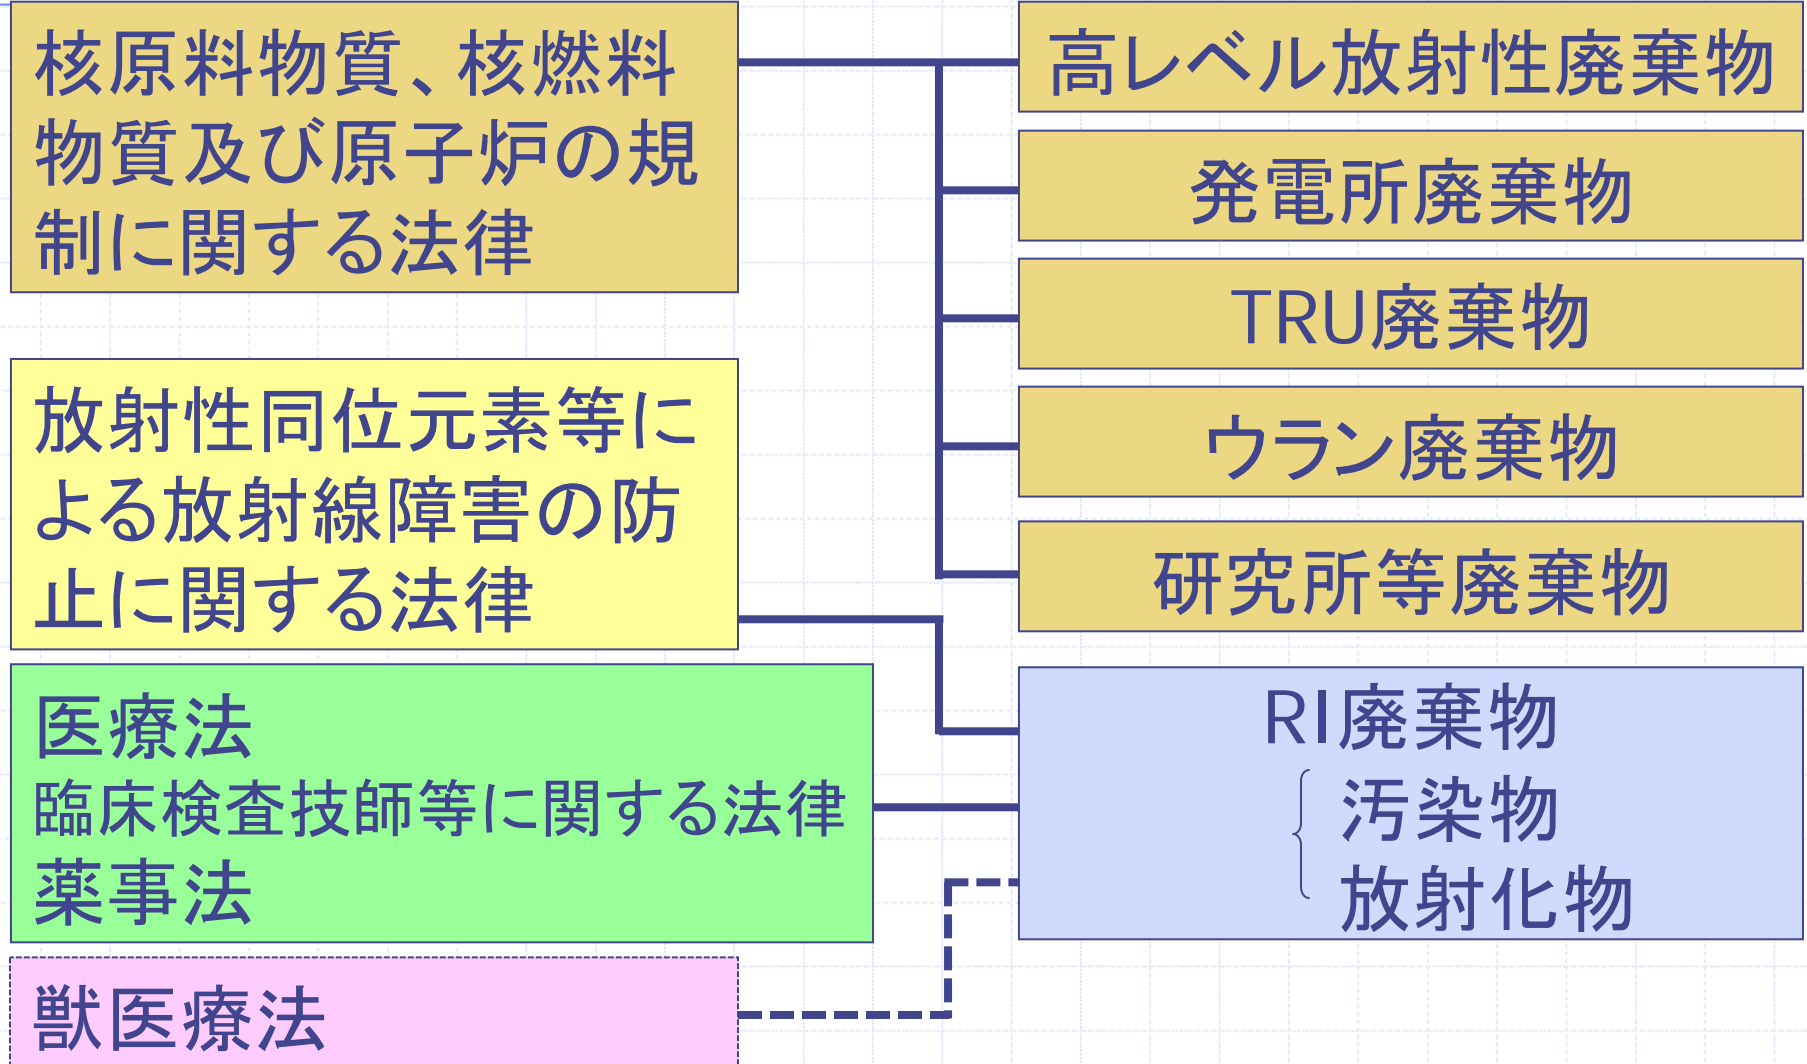 核原料物質、核燃料
物質及び原子炉の規
制に関する法律
放射性同位元素等に
よる放射線障害の防
止に関する法律
医療法
臨床検査技師等に関する法律
薬事法
獣医療法
高レベル放射性廃棄物
発電所廃棄物
TRU廃棄物
ウラン廃棄物
研究所等廃棄物
RI廃棄物
汚染物
放射化物